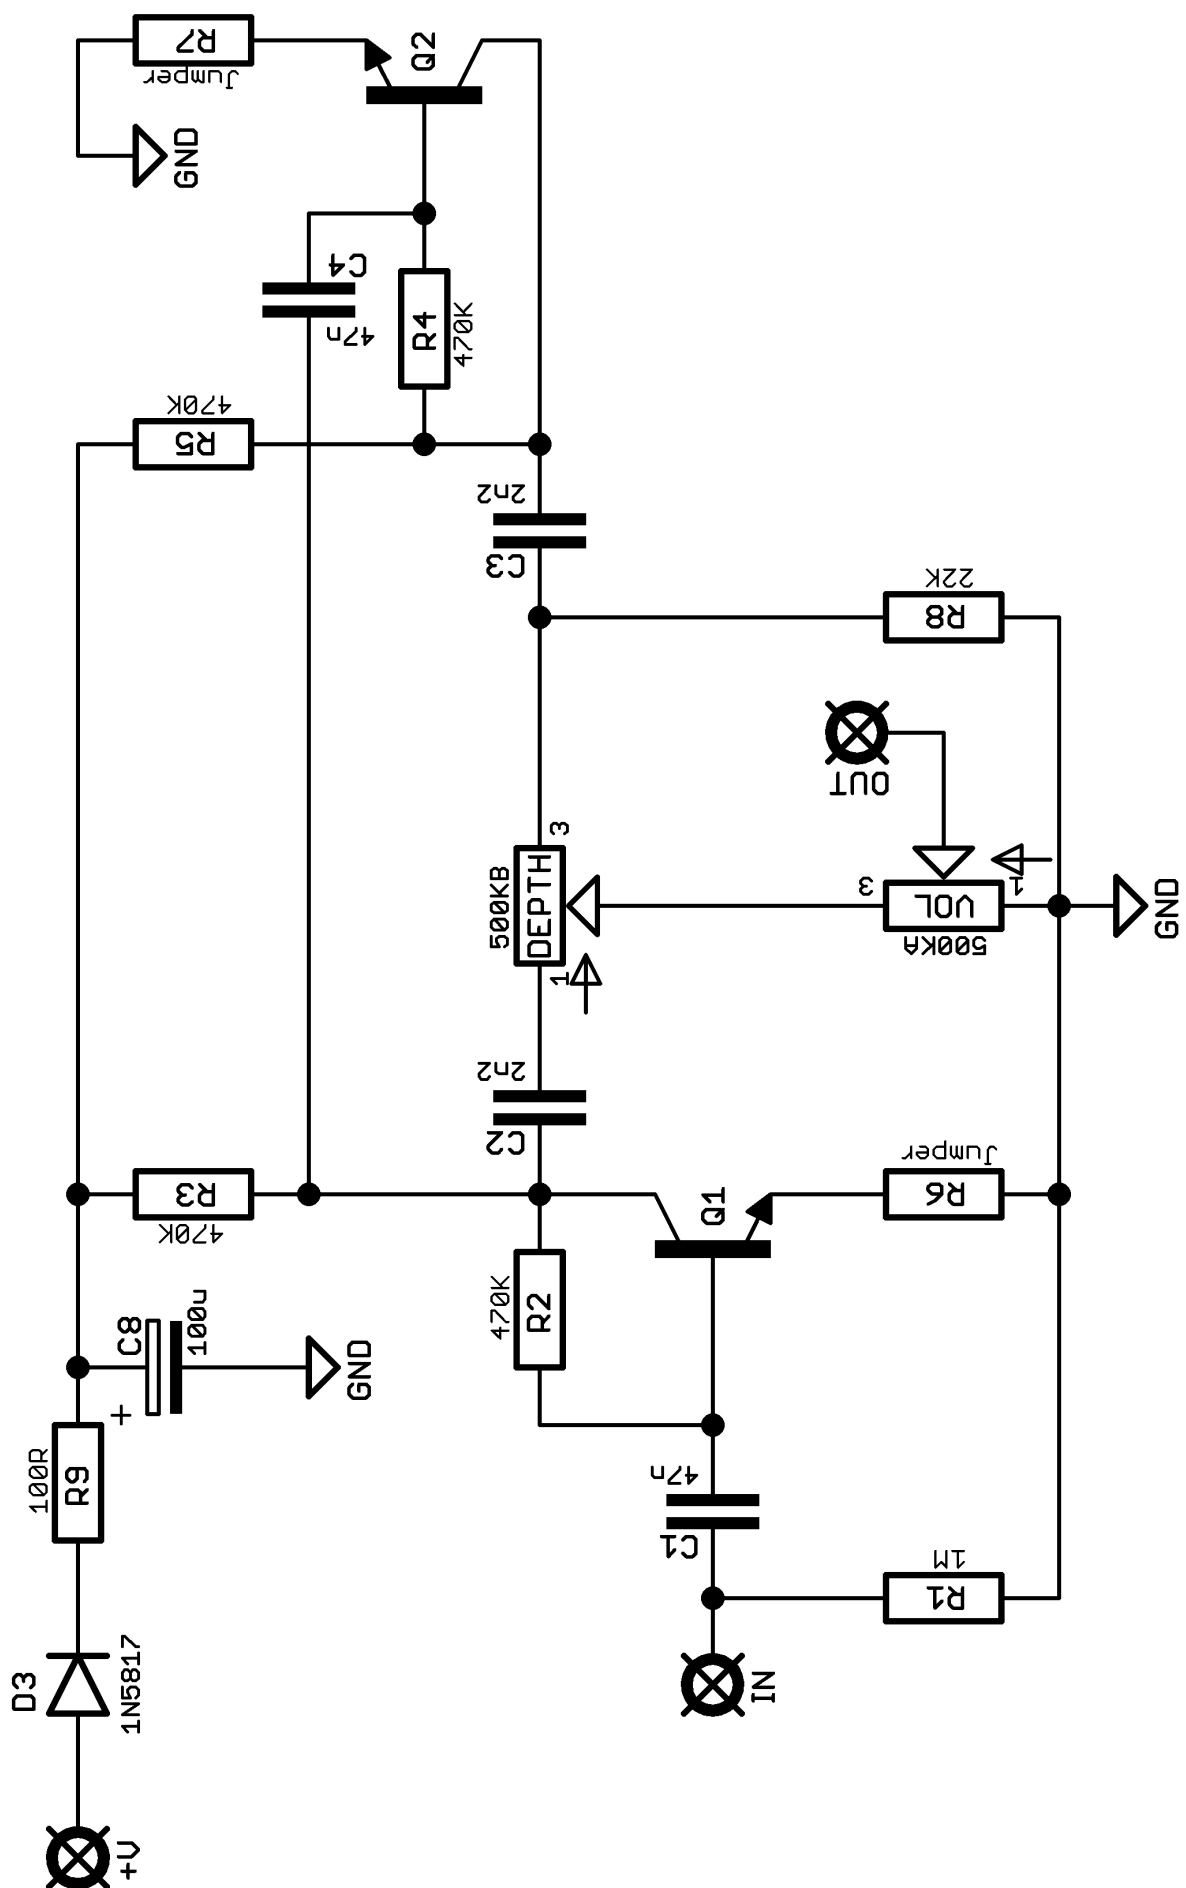 R7
Jumper
Q2
GND
C4
47n
R4
470K
470K
R5
2n2
C3
22K
R8
OUT
3
500KB
DEPTH
1
3
VOL
1
500KA
GND
2n2
C2
Jumper
R6
Q1
R3
470K
C8
100u
+
GND
470K
R2
100R
R9
47n
C1
1M
R1
IN
D3
1N5817
+V